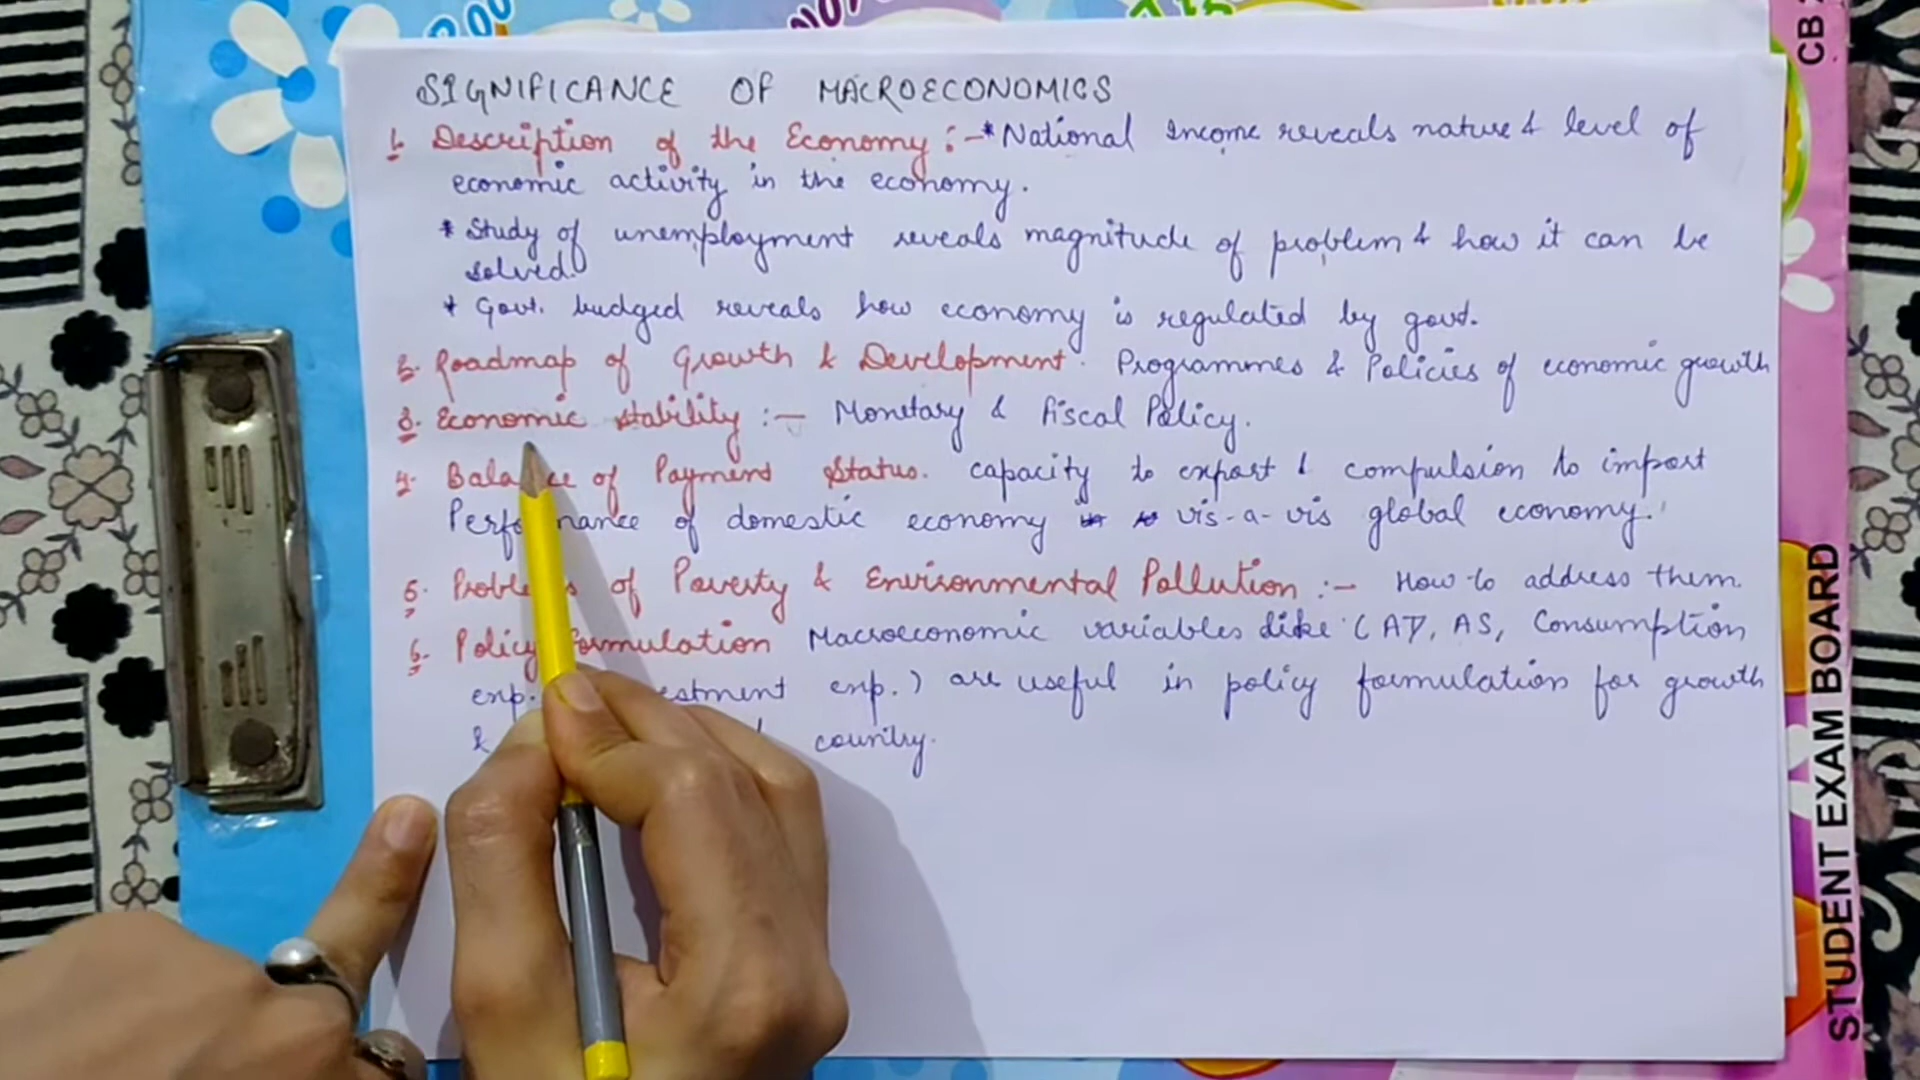 SIGNIFICANCE OF MACROECONOMICS
1. Description of the Economy :- * National Income reveals nature & level of
economic activity in the economy.
* Study of unemployment reveals magnitude of problem & how it can be
solved.
* Govt. budged reveals how economy is regulated by govt.
2. Roadmap of Growth & Development. Programmes & Policies of economic growth
3. Economic stability :- Monetary & fiscal Policy.
4. Balance of Payment Status. capacity to export & compulsion to import
Performance of domestic economy vis-a-vis global economy.
5. Problems of Poverty & Environmental Pollution :- How to address them.
6. Policy formulation Macroeconomic variables like (AD, AS, Consumption
exp. estment exp.) are useful in policy formulation for growth
& country.
STUDENT EXAM BOARD
CB